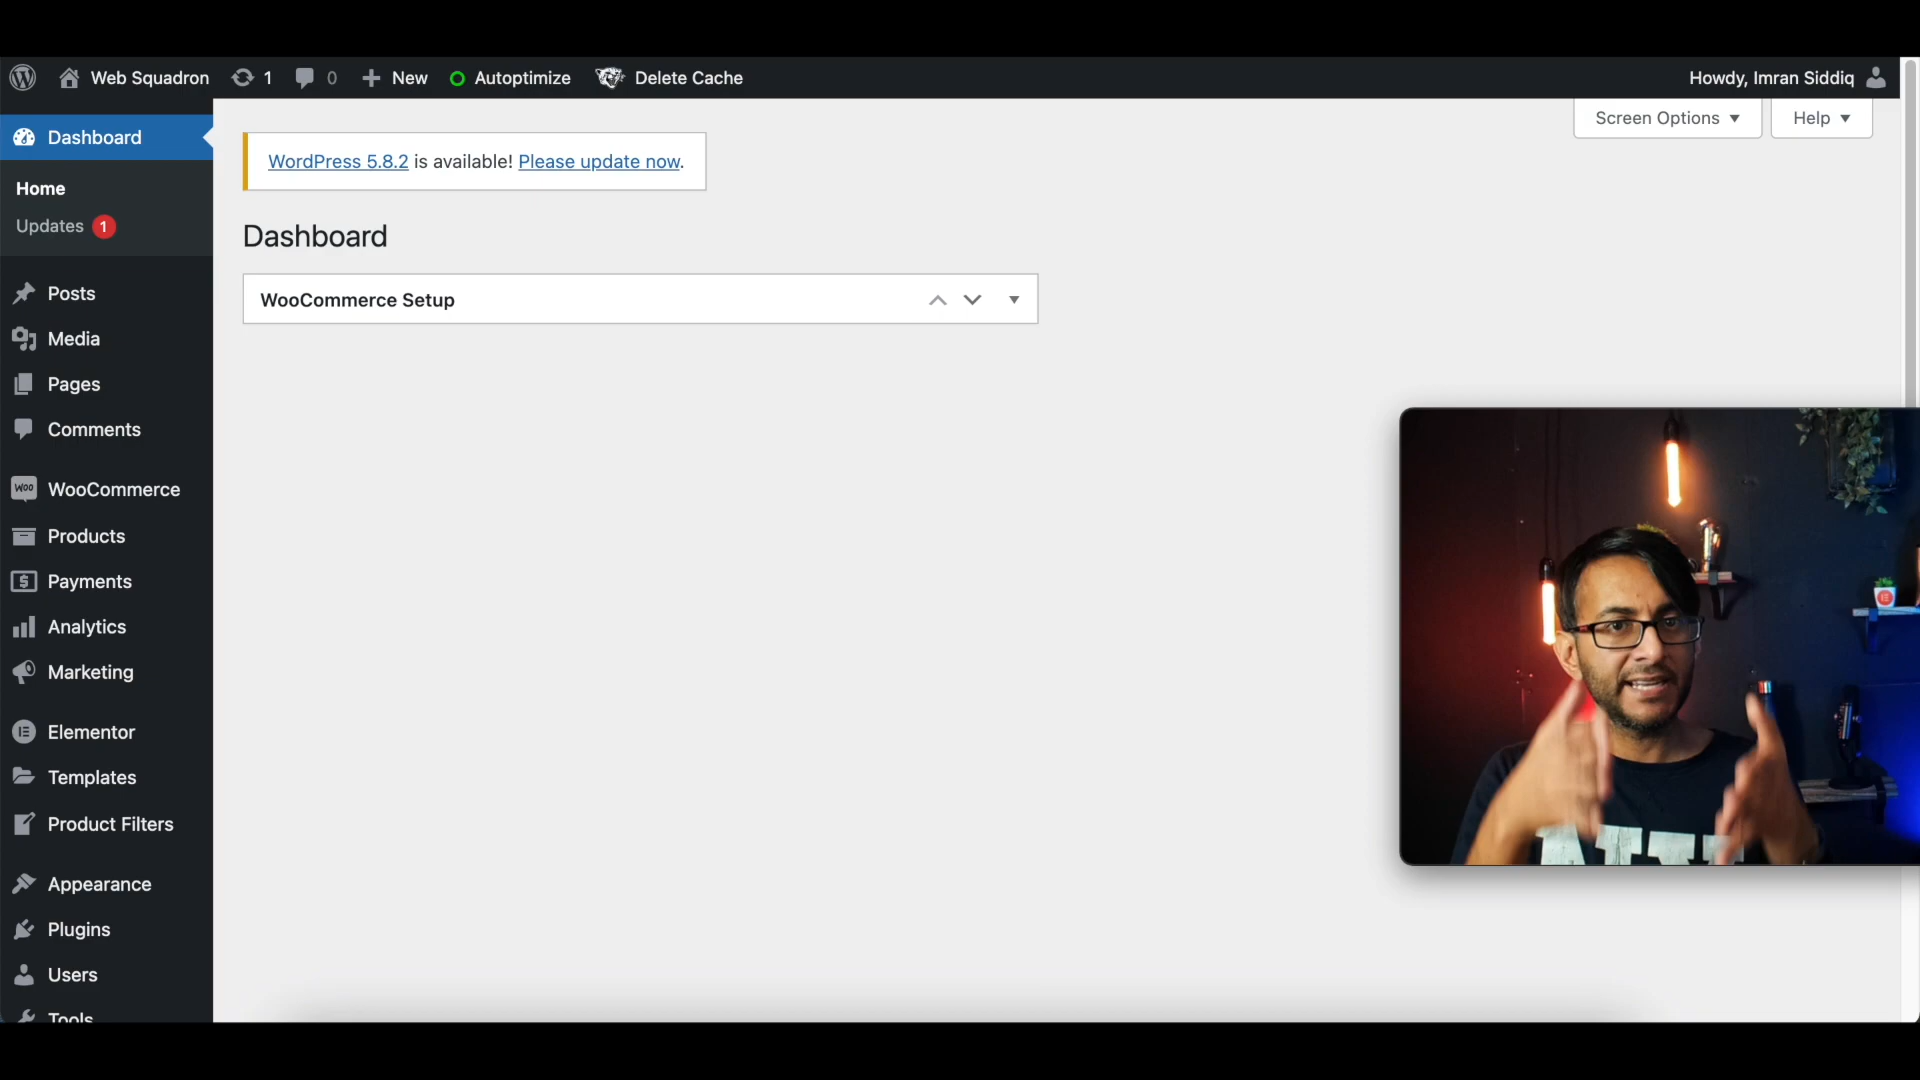 Web Squadron 1 0 New Autoptimize Delete Cache Howdy, Imran Siddiq
Screen Options ▼ Help ▼
Dashboard
Home
Updates 1
Posts
Media
Pages
Comments
Woo WooCommerce
Products
Payments
Analytics
Marketing
Elementor
Templates
Product Filters
Appearance
Plugins
Users
Tools
WordPress 5.8.2 is available! Please update now.
Dashboard
WooCommerce Setup